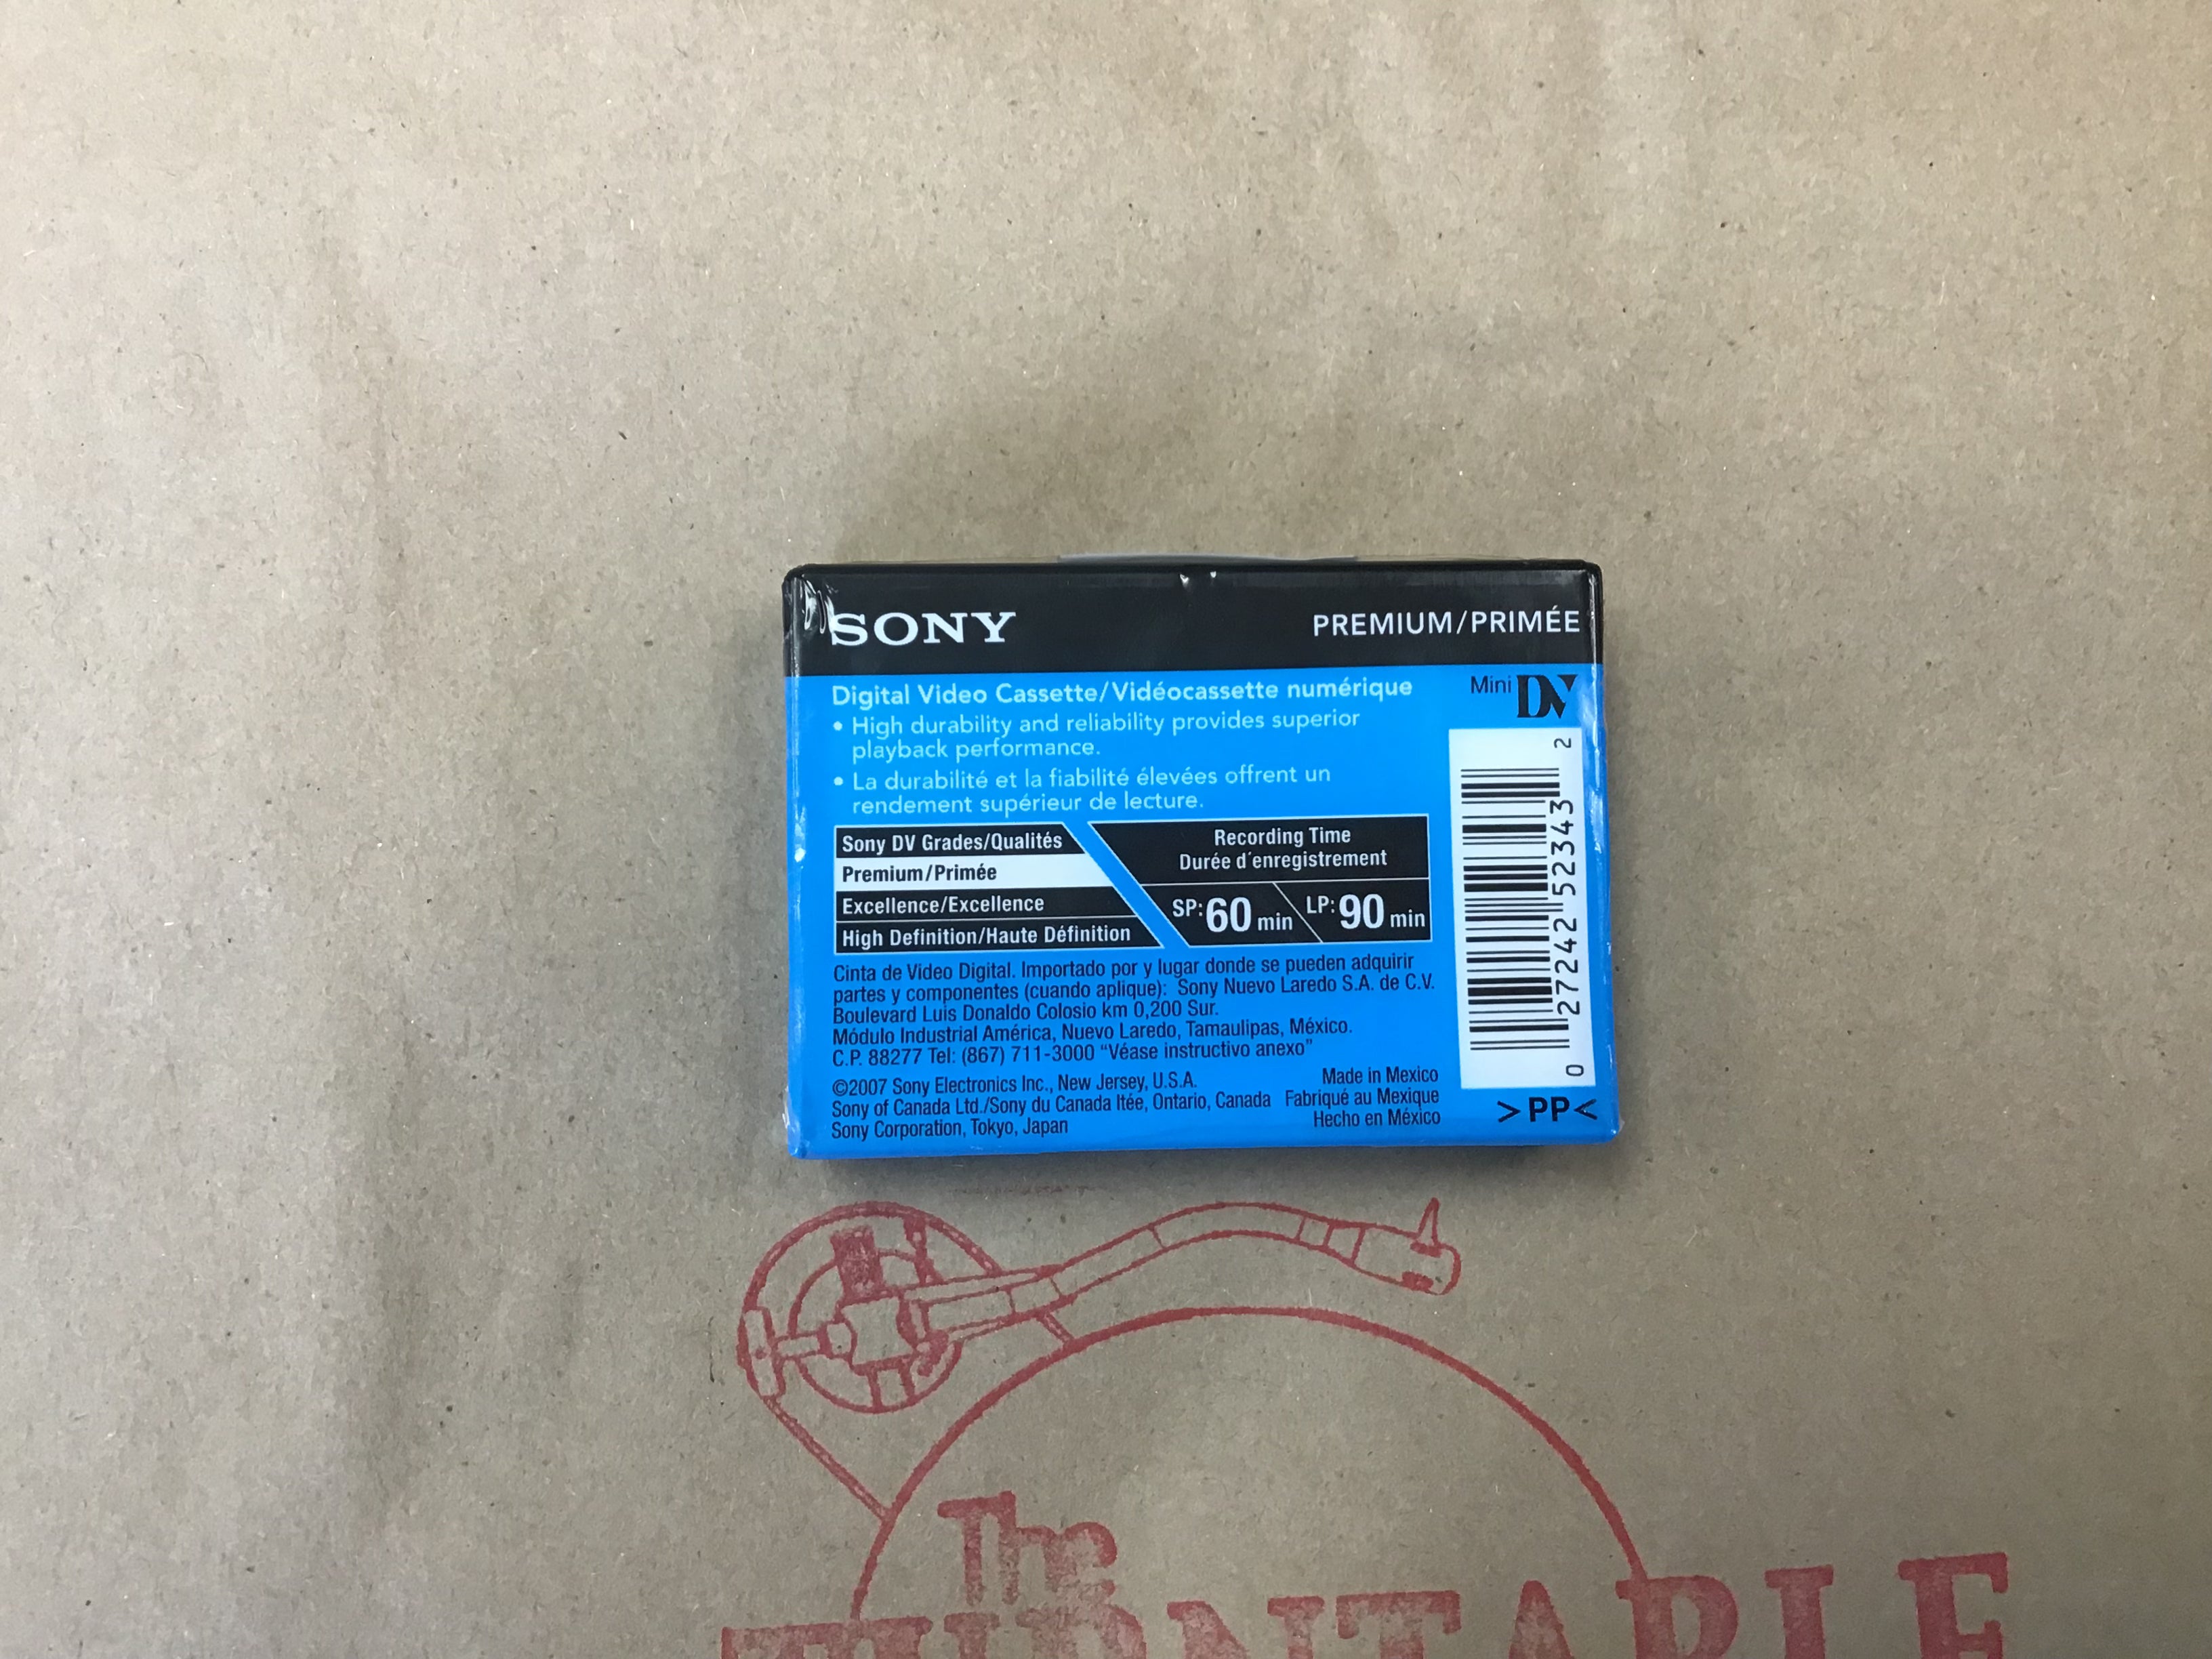 SONY
PREMIUM/PRIMÉE
Digital Video Cassette/Vidéocassette numérique
Mini DV
• High durability and reliability provides superior
playback performance.
• La durabilité et la fiabilité élevées offrent un
rendement supérieur de lecture.
Sony DV Grades/Qualités
Premium/Primée
Excellence/Excellence
High Definition/Haute Définition
Recording Time
Durée d´enregistrement
SP: 60 min LP: 90 min
Cinta de Video Digital. Importado por y lugar donde se pueden adquirir
partes y componentes (cuando aplique): Sony Nuevo Laredo S.A. de C.V.
Boulevard Luis Donaldo Colosio km 0,200 Sur.
Módulo Industrial América, Nuevo Laredo, Tamaulipas, México.
C.P. 88277 Tel: (867) 711-3000 “Véase instructivo anexo”
©2007 Sony Electronics Inc., New Jersey, U.S.A.
Sony of Canada Ltd./Sony du Canada ltée, Ontario, Canada
Sony Corporation, Tokyo, Japan
Made in Mexico
Fabriqué au Mexique
Hecho en México
0 27242 52343 2
>PP<
The
TURNTABLE